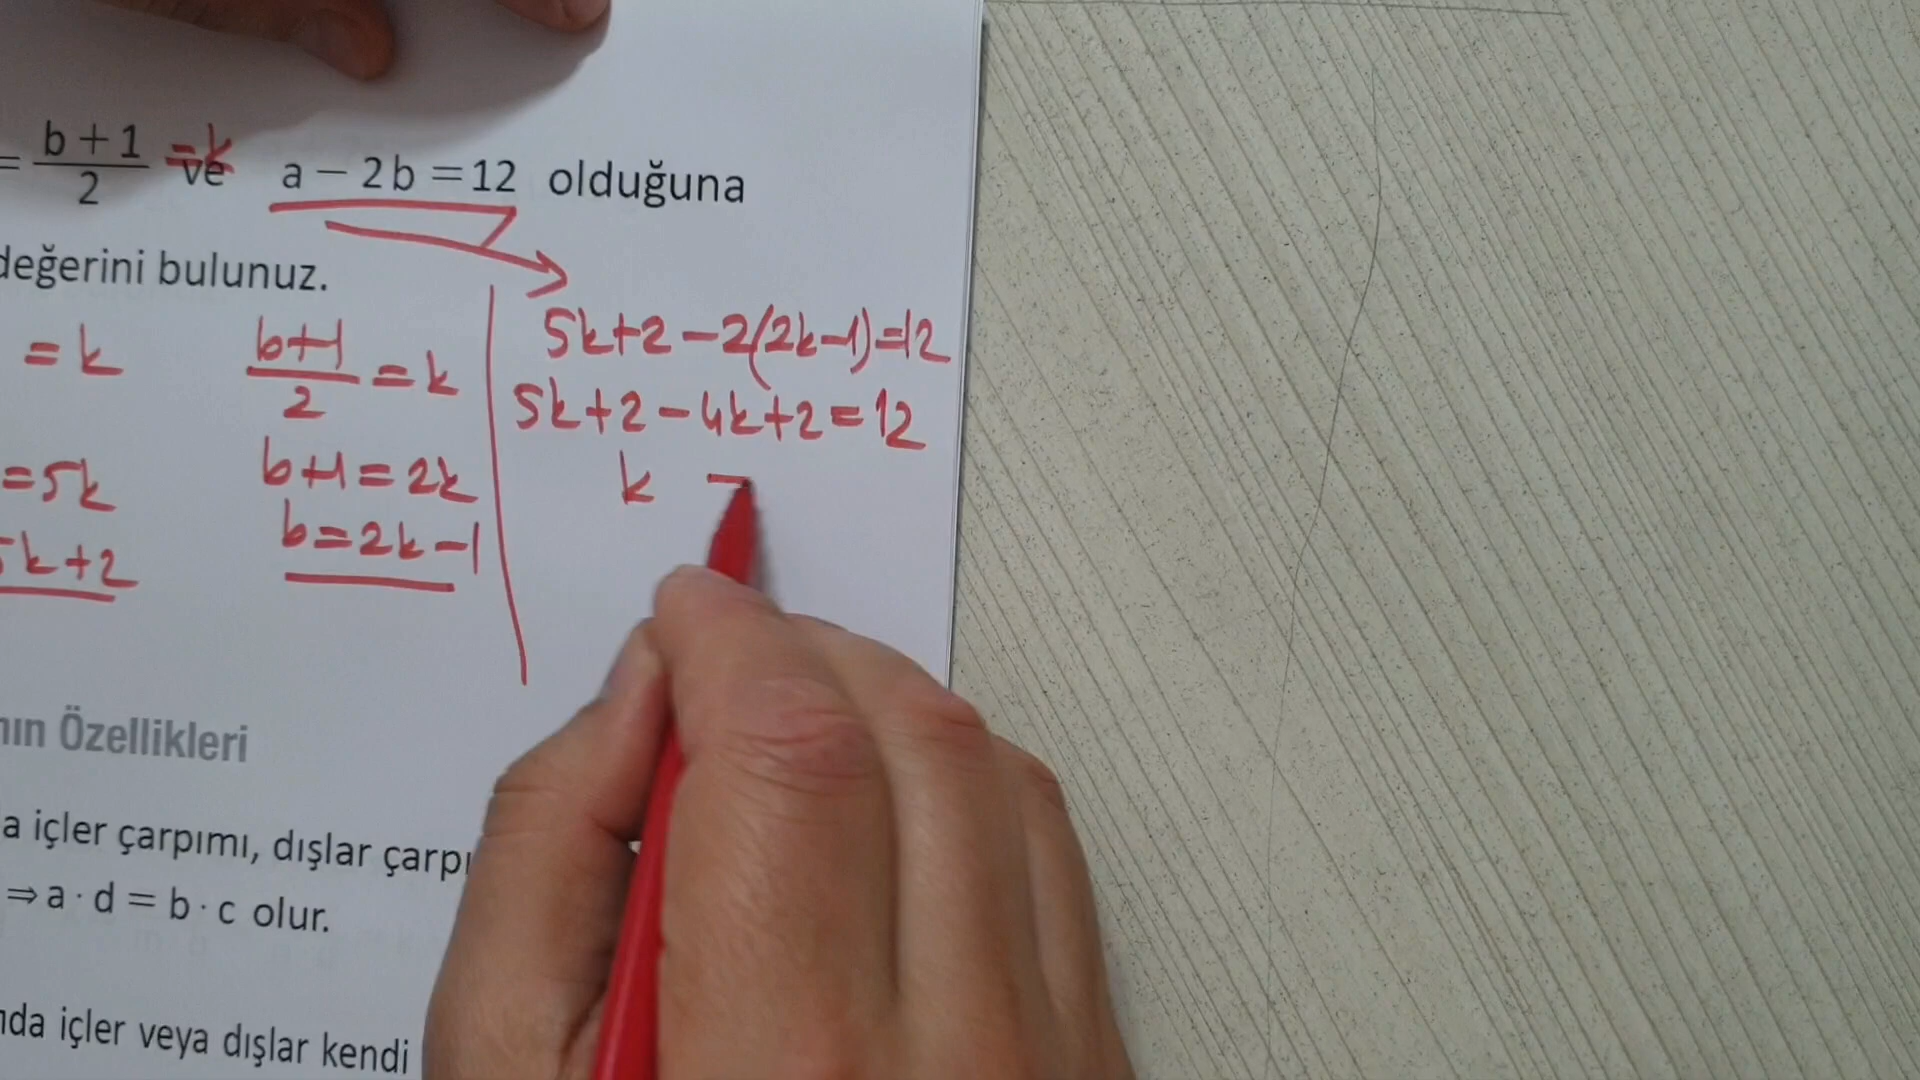 = b + 1 / 2 = k ve a − 2b = 12 olduğuna
değerini bulunuz.
= k
= 5k
5k+2
b+1 / 2 = k
b+1 = 2k
b = 2k − 1
5k+2 − 2(2k−1) = 12
5k+2 − 4k+2 = 12
k
nın Özellikleri
a içler çarpımı, dışlar çarpı
⇒ a · d = b · c olur.
nda içler veya dışlar kendi